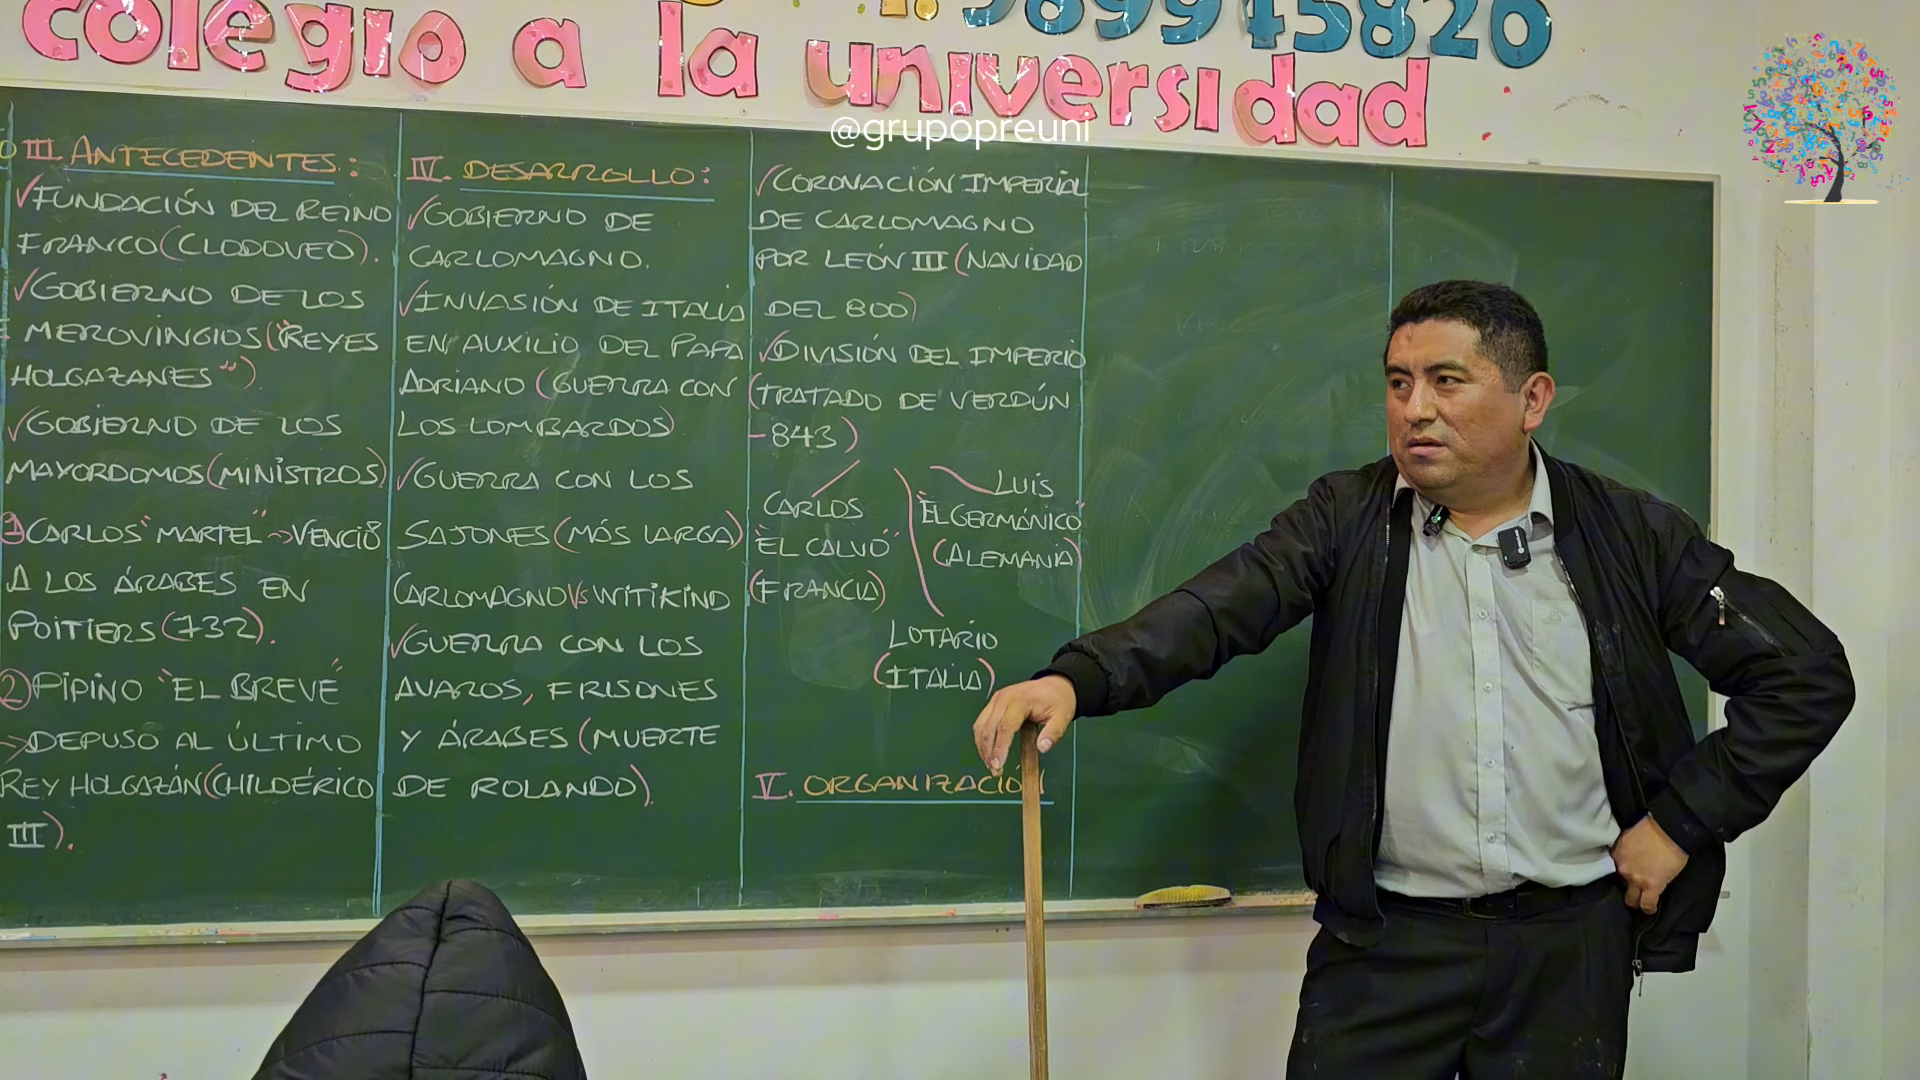 989945820
colegio a la universidad
@grupopreuni
III. ANTECEDENTES:
✓FUNDACIÓN DEL REINO
FRANCO (CLODOVEO).
✓GOBIERNO DE LOS
MEROVINGIOS ("REYES
HOLGAZANES").
✓GOBIERNO DE LOS
MAYORDOMOS (MINISTROS)
1 CARLOS "MARTEL" → VENCIÓ
A LOS ÁRABES EN
POITIERS (732).
2 PIPINO "EL BREVE"
→ DEPUSO AL ÚLTIMO
REY HOLGAZÁN (CHILDÉRICO
III).
IV. DESARROLLO:
✓GOBIERNO DE
CARLOMAGNO.
✓INVASIÓN DE ITALIA
EN AUXILIO DEL PAPA
ADRIANO (GUERRA CON
LOS LOMBARDOS)
✓GUERRA CON LOS
SAJONES (MÁS LARGA)
CARLOMAGNO Vs WITIKIND
✓GUERRA CON LOS
AVAROS, FRISONES
Y ÁRABES (MUERTE
DE ROLANDO).
✓CORONACIÓN IMPERIAL
DE CARLOMAGNO
POR LEÓN III (NAVIDAD
DEL 800)
✓DIVISIÓN DEL IMPERIO
(TRATADO DE VERDÚN
-843)
CARLOS
"EL CALVO"
(FRANCIA)
LUIS
"EL GERMÁNICO"
(ALEMANIA)
LOTARIO
(ITALIA)
V. ORGANIZACIÓN